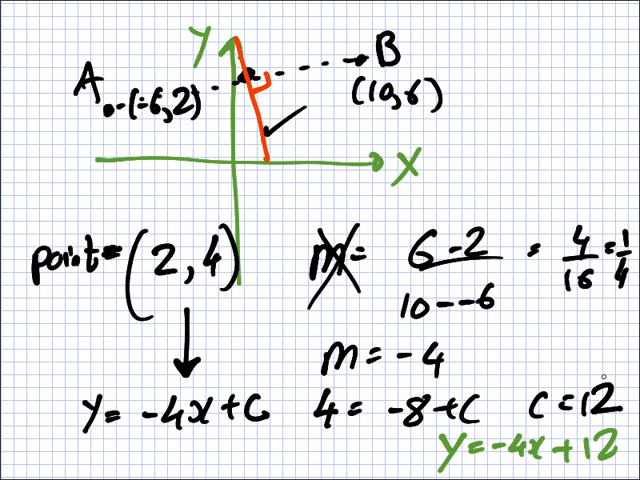 Y
B
A
(-6,2)
(10,6)
X
point = (2,4)
m = 6-2 / 10--6 = 4/16 = 1/4
m = -4
y = -4x + c
4 = -8 + c
c = 12
y = -4x + 12